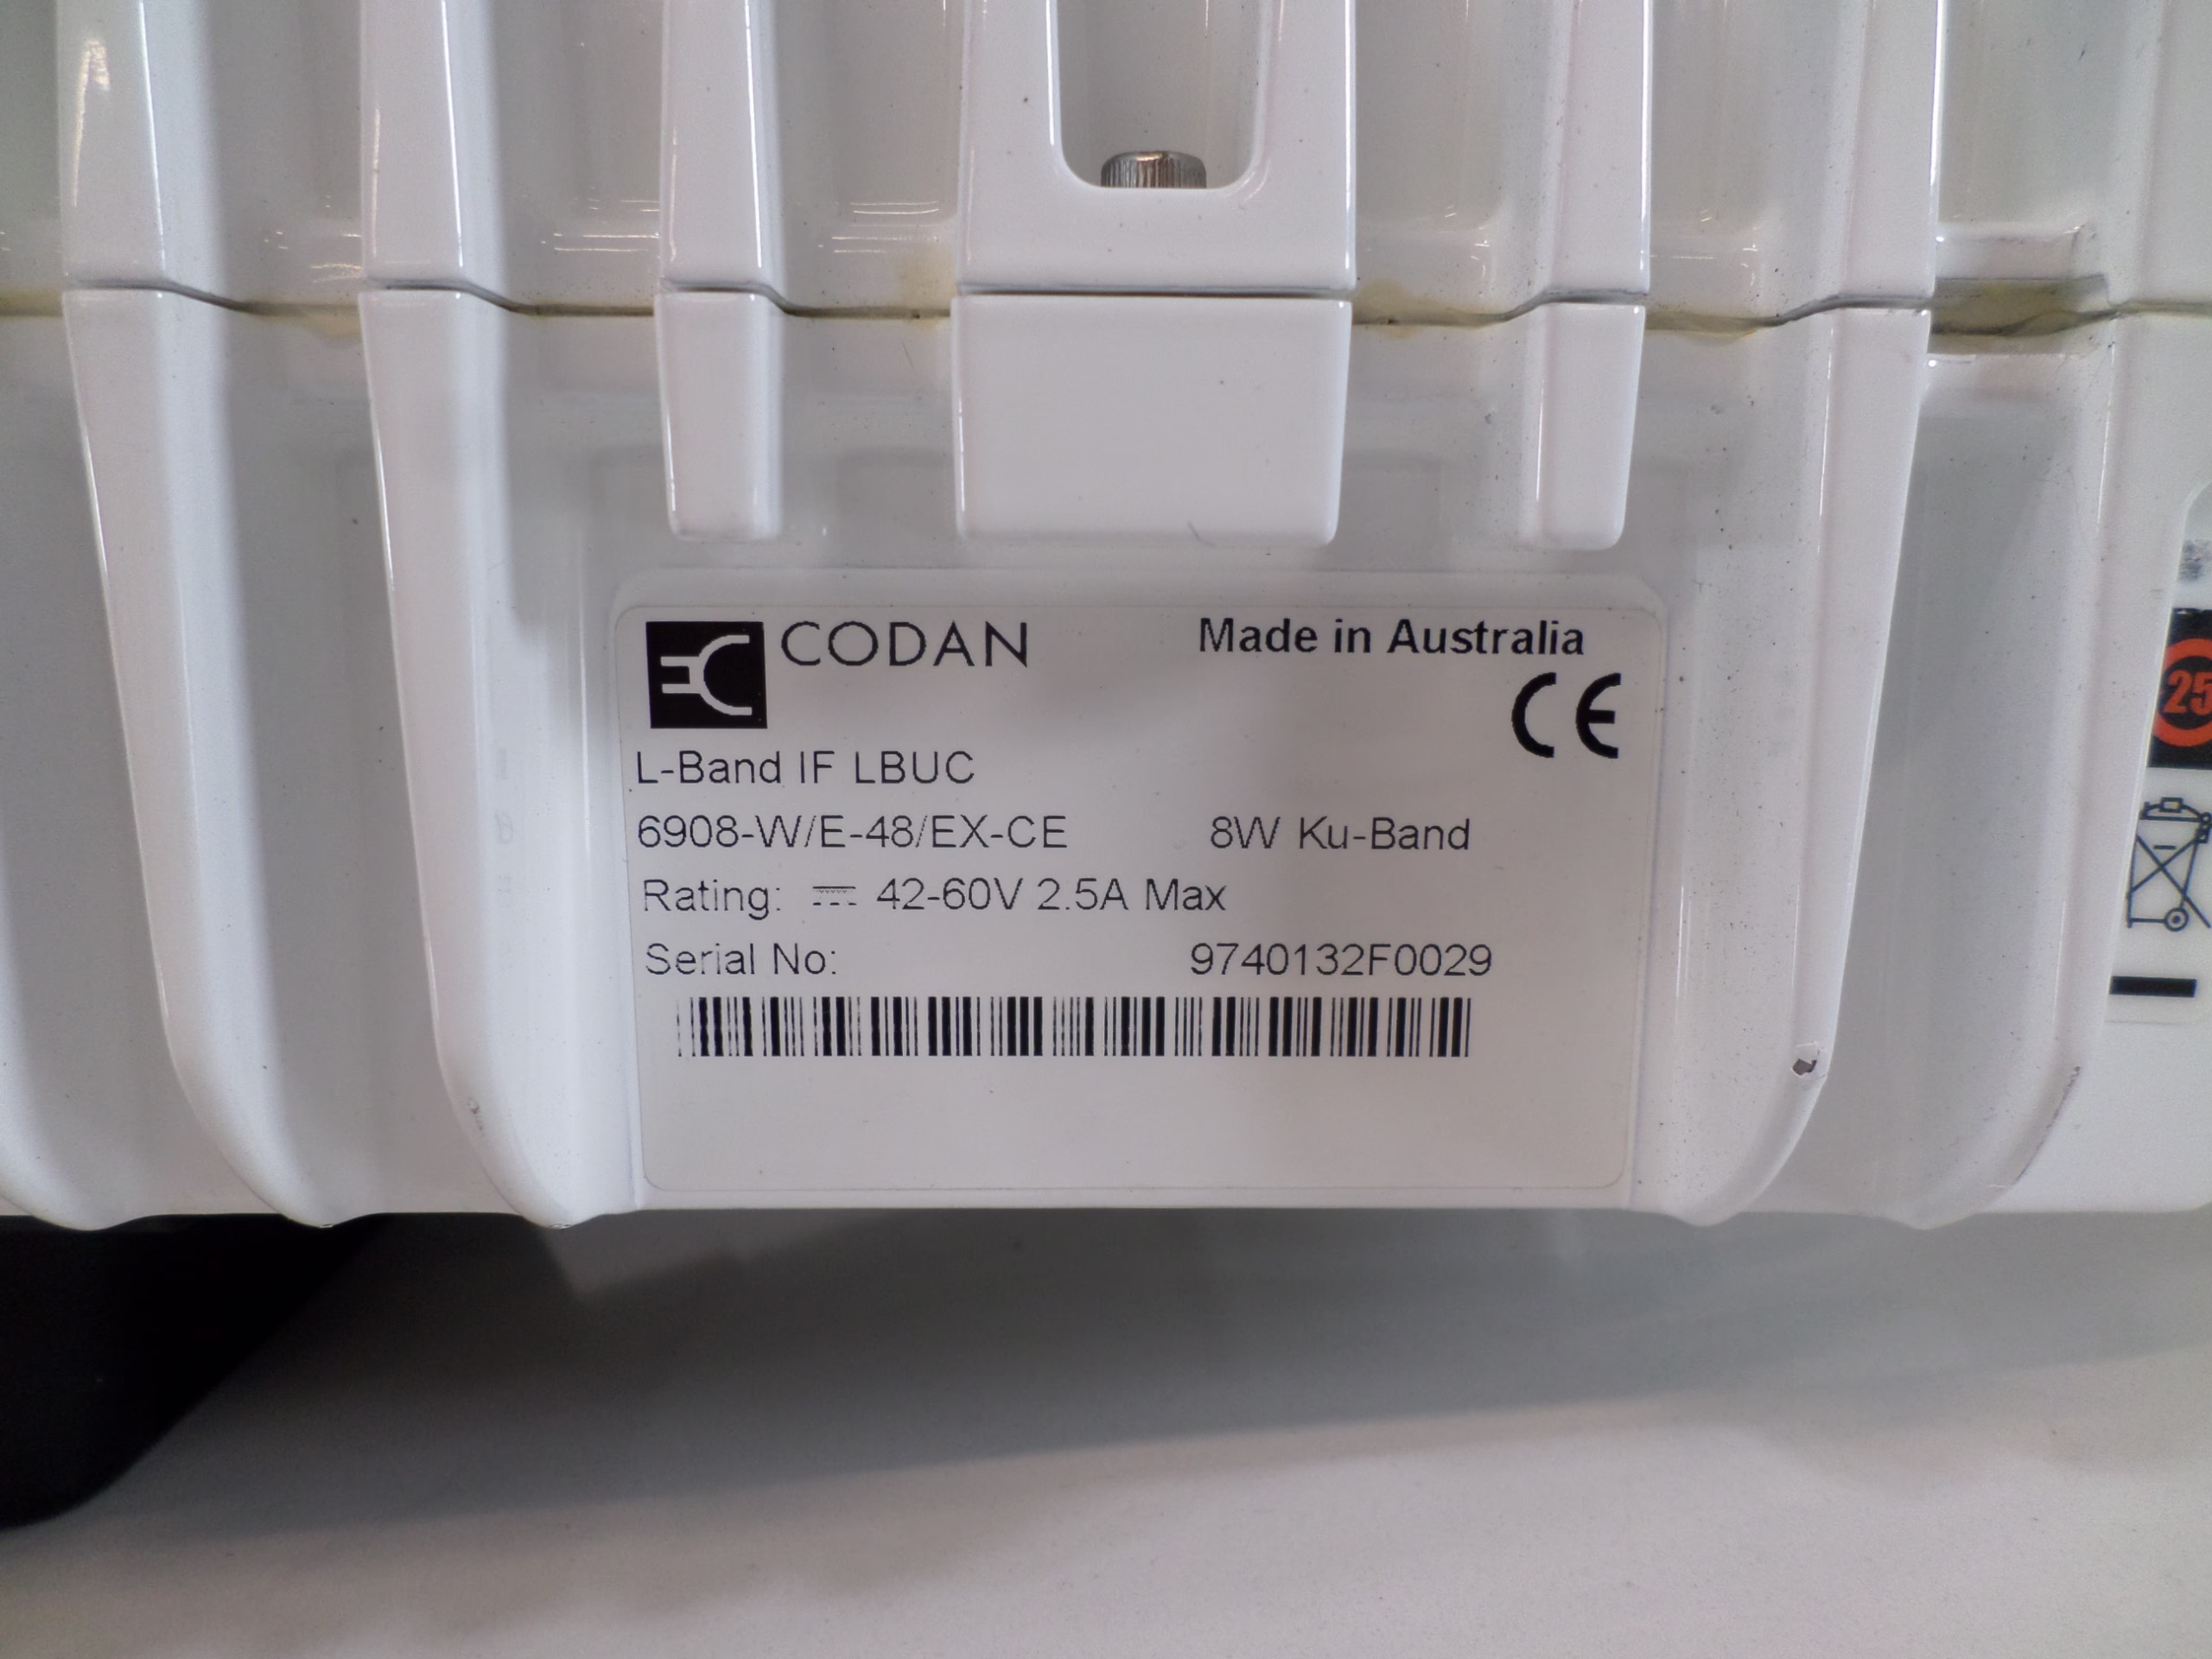 CODAN
Made in Australia
CE
L-Band IF LBUC
6908-W/E-48/EX-CE 8W Ku-Band
Rating: 42-60V 2.5A Max
Serial No: 9740132F0029
25